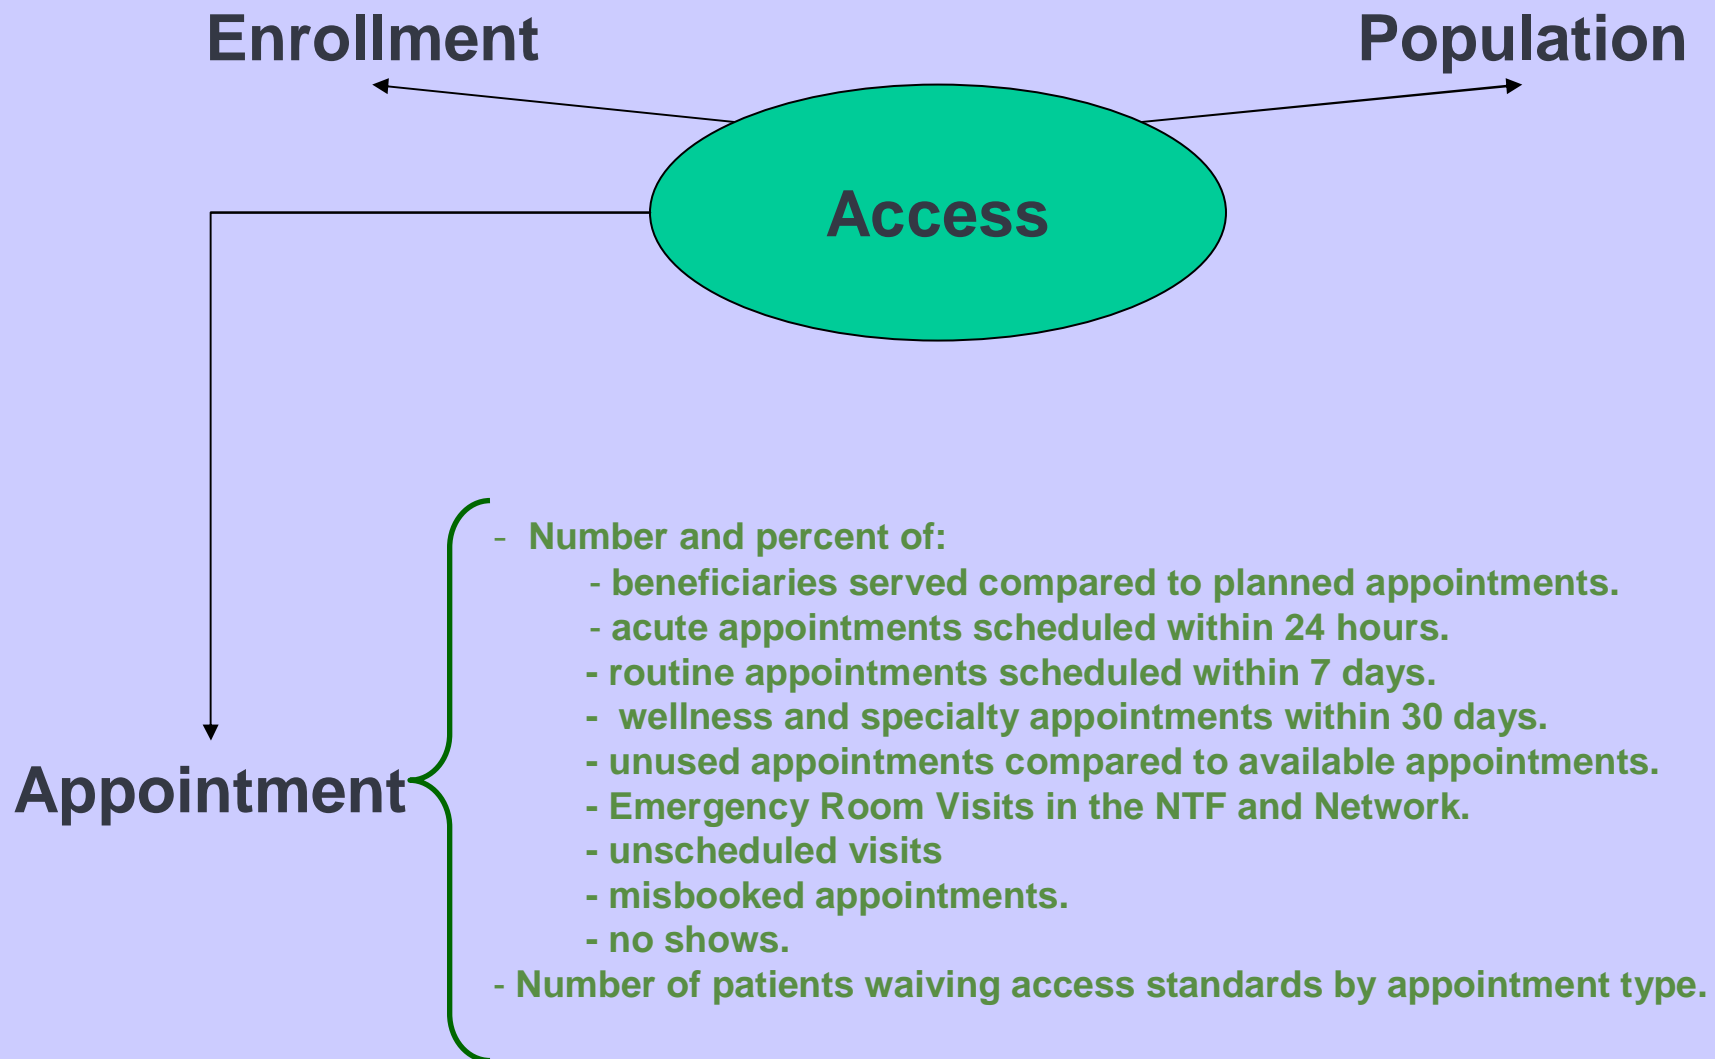 Enrollment
Population
Access
Appointment
- Number and percent of:
- beneficiaries served compared to planned appointments.
- acute appointments scheduled within 24 hours.
- routine appointments scheduled within 7 days.
- wellness and specialty appointments within 30 days.
- unused appointments compared to available appointments.
- Emergency Room Visits in the NTF and Network.
- unscheduled visits
- misbooked appointments.
- no shows.
- Number of patients waiving access standards by appointment type.